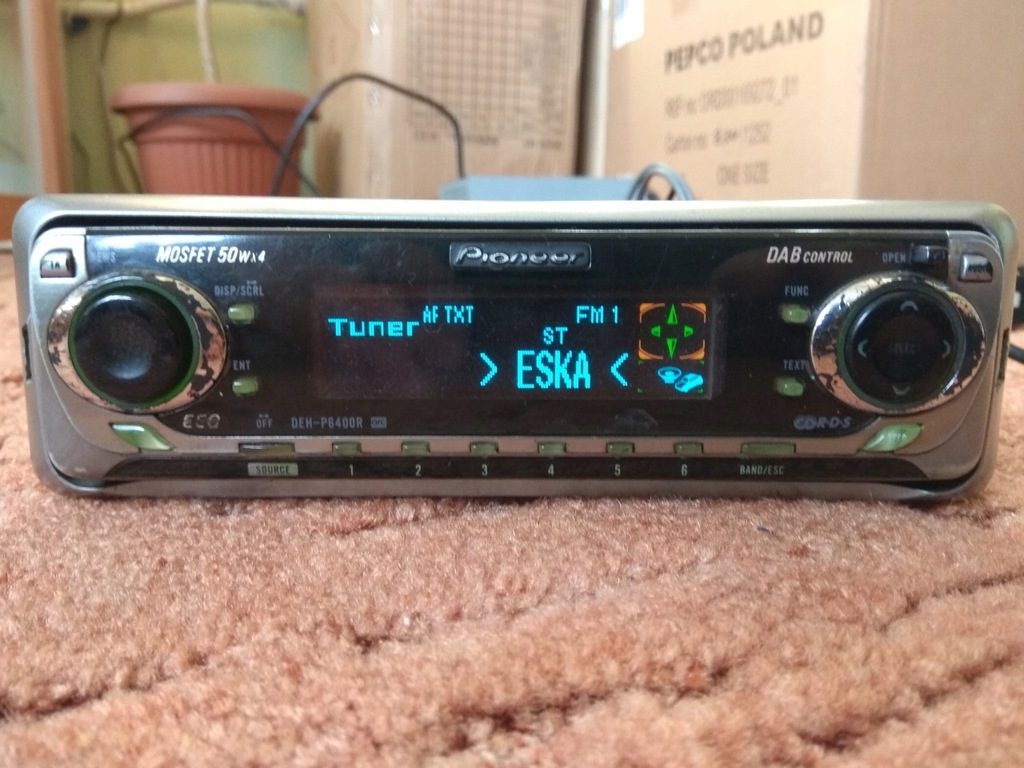 PEPCO POLAND
ONE SIZE
MOSFET 50W×4
Pioneer
DAB CONTROL
OPEN
DISP/SCRL
FUNC
Tuner AF TXT FM 1
ST
> ESKA <
ENT
TEXT
OFF
DEH-P6400R
R·D·S
SOURCE 1 2 3 4 5 6 BAND/ESC